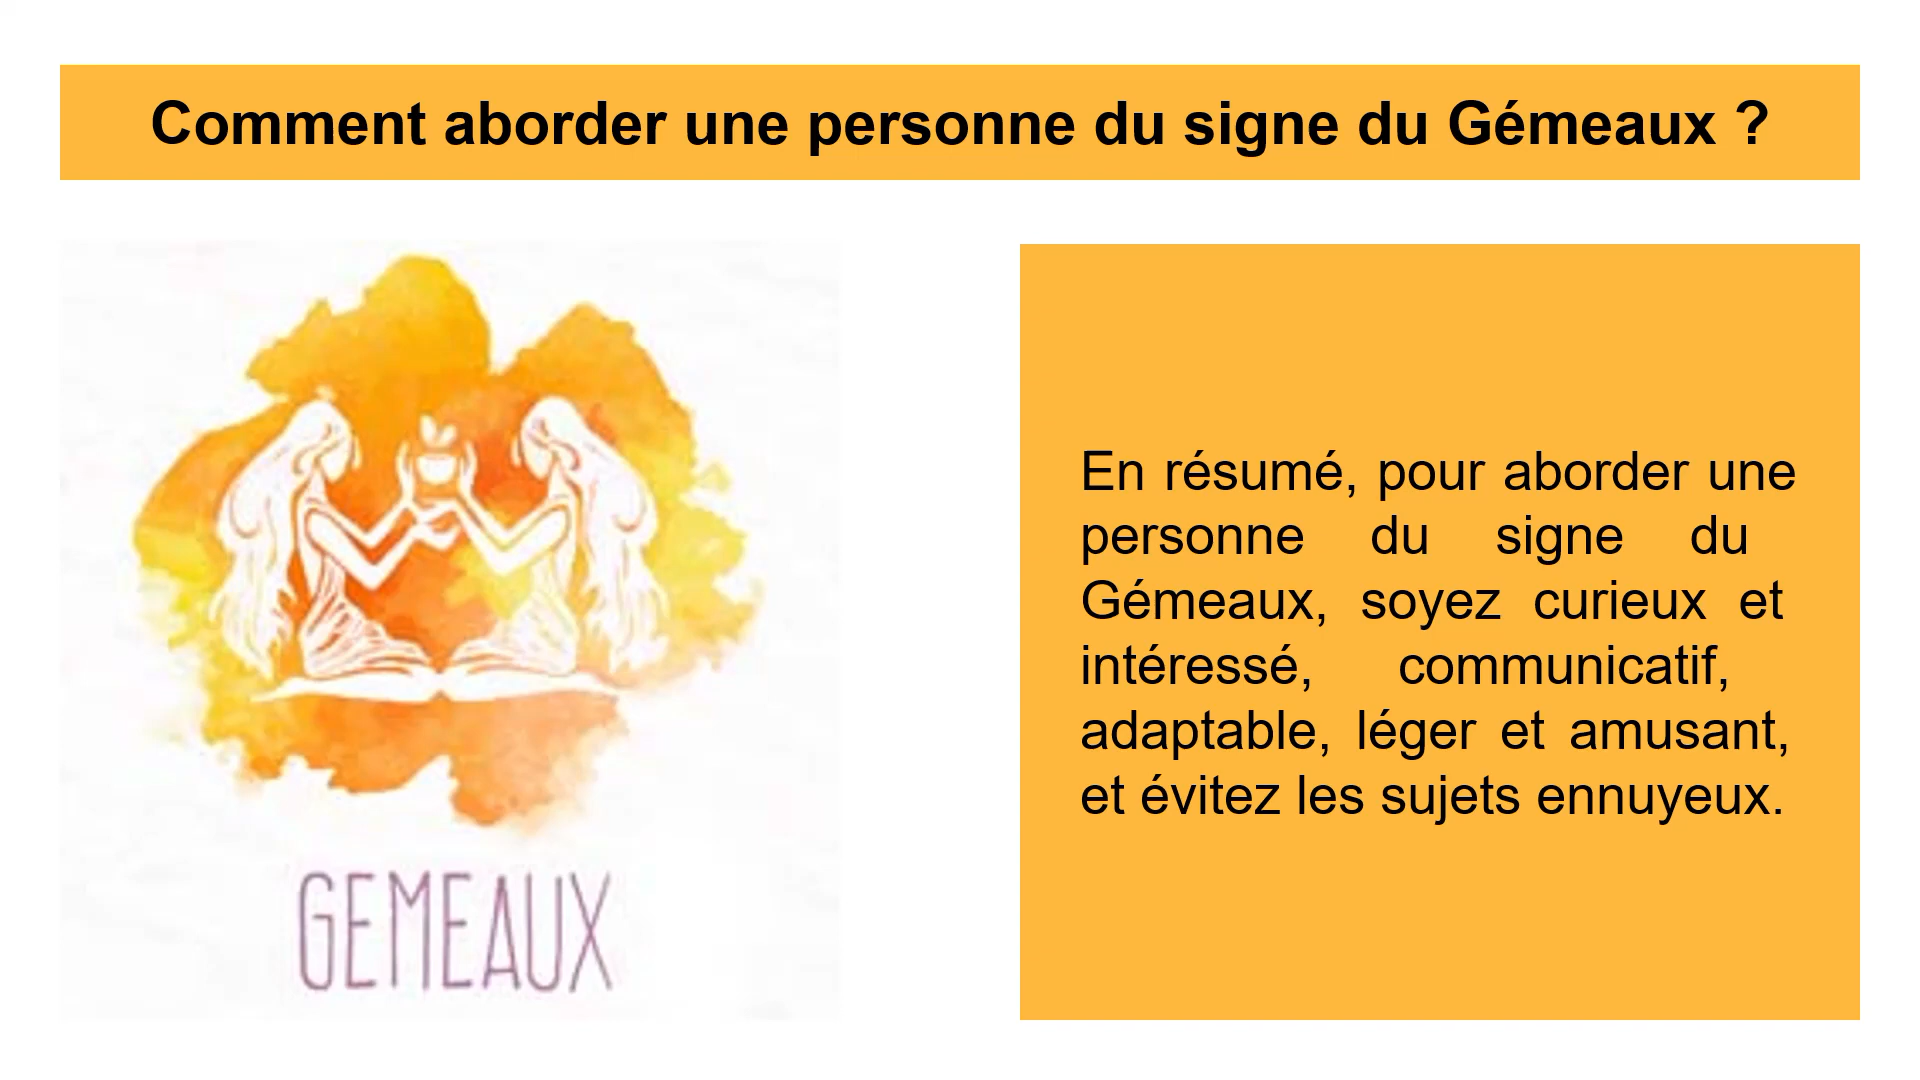 Comment aborder une personne du signe du Gémeaux ?
GEMEAUX
En résumé, pour aborder une
personne du signe du
Gémeaux, soyez curieux et
intéressé, communicatif,
adaptable, léger et amusant,
et évitez les sujets ennuyeux.